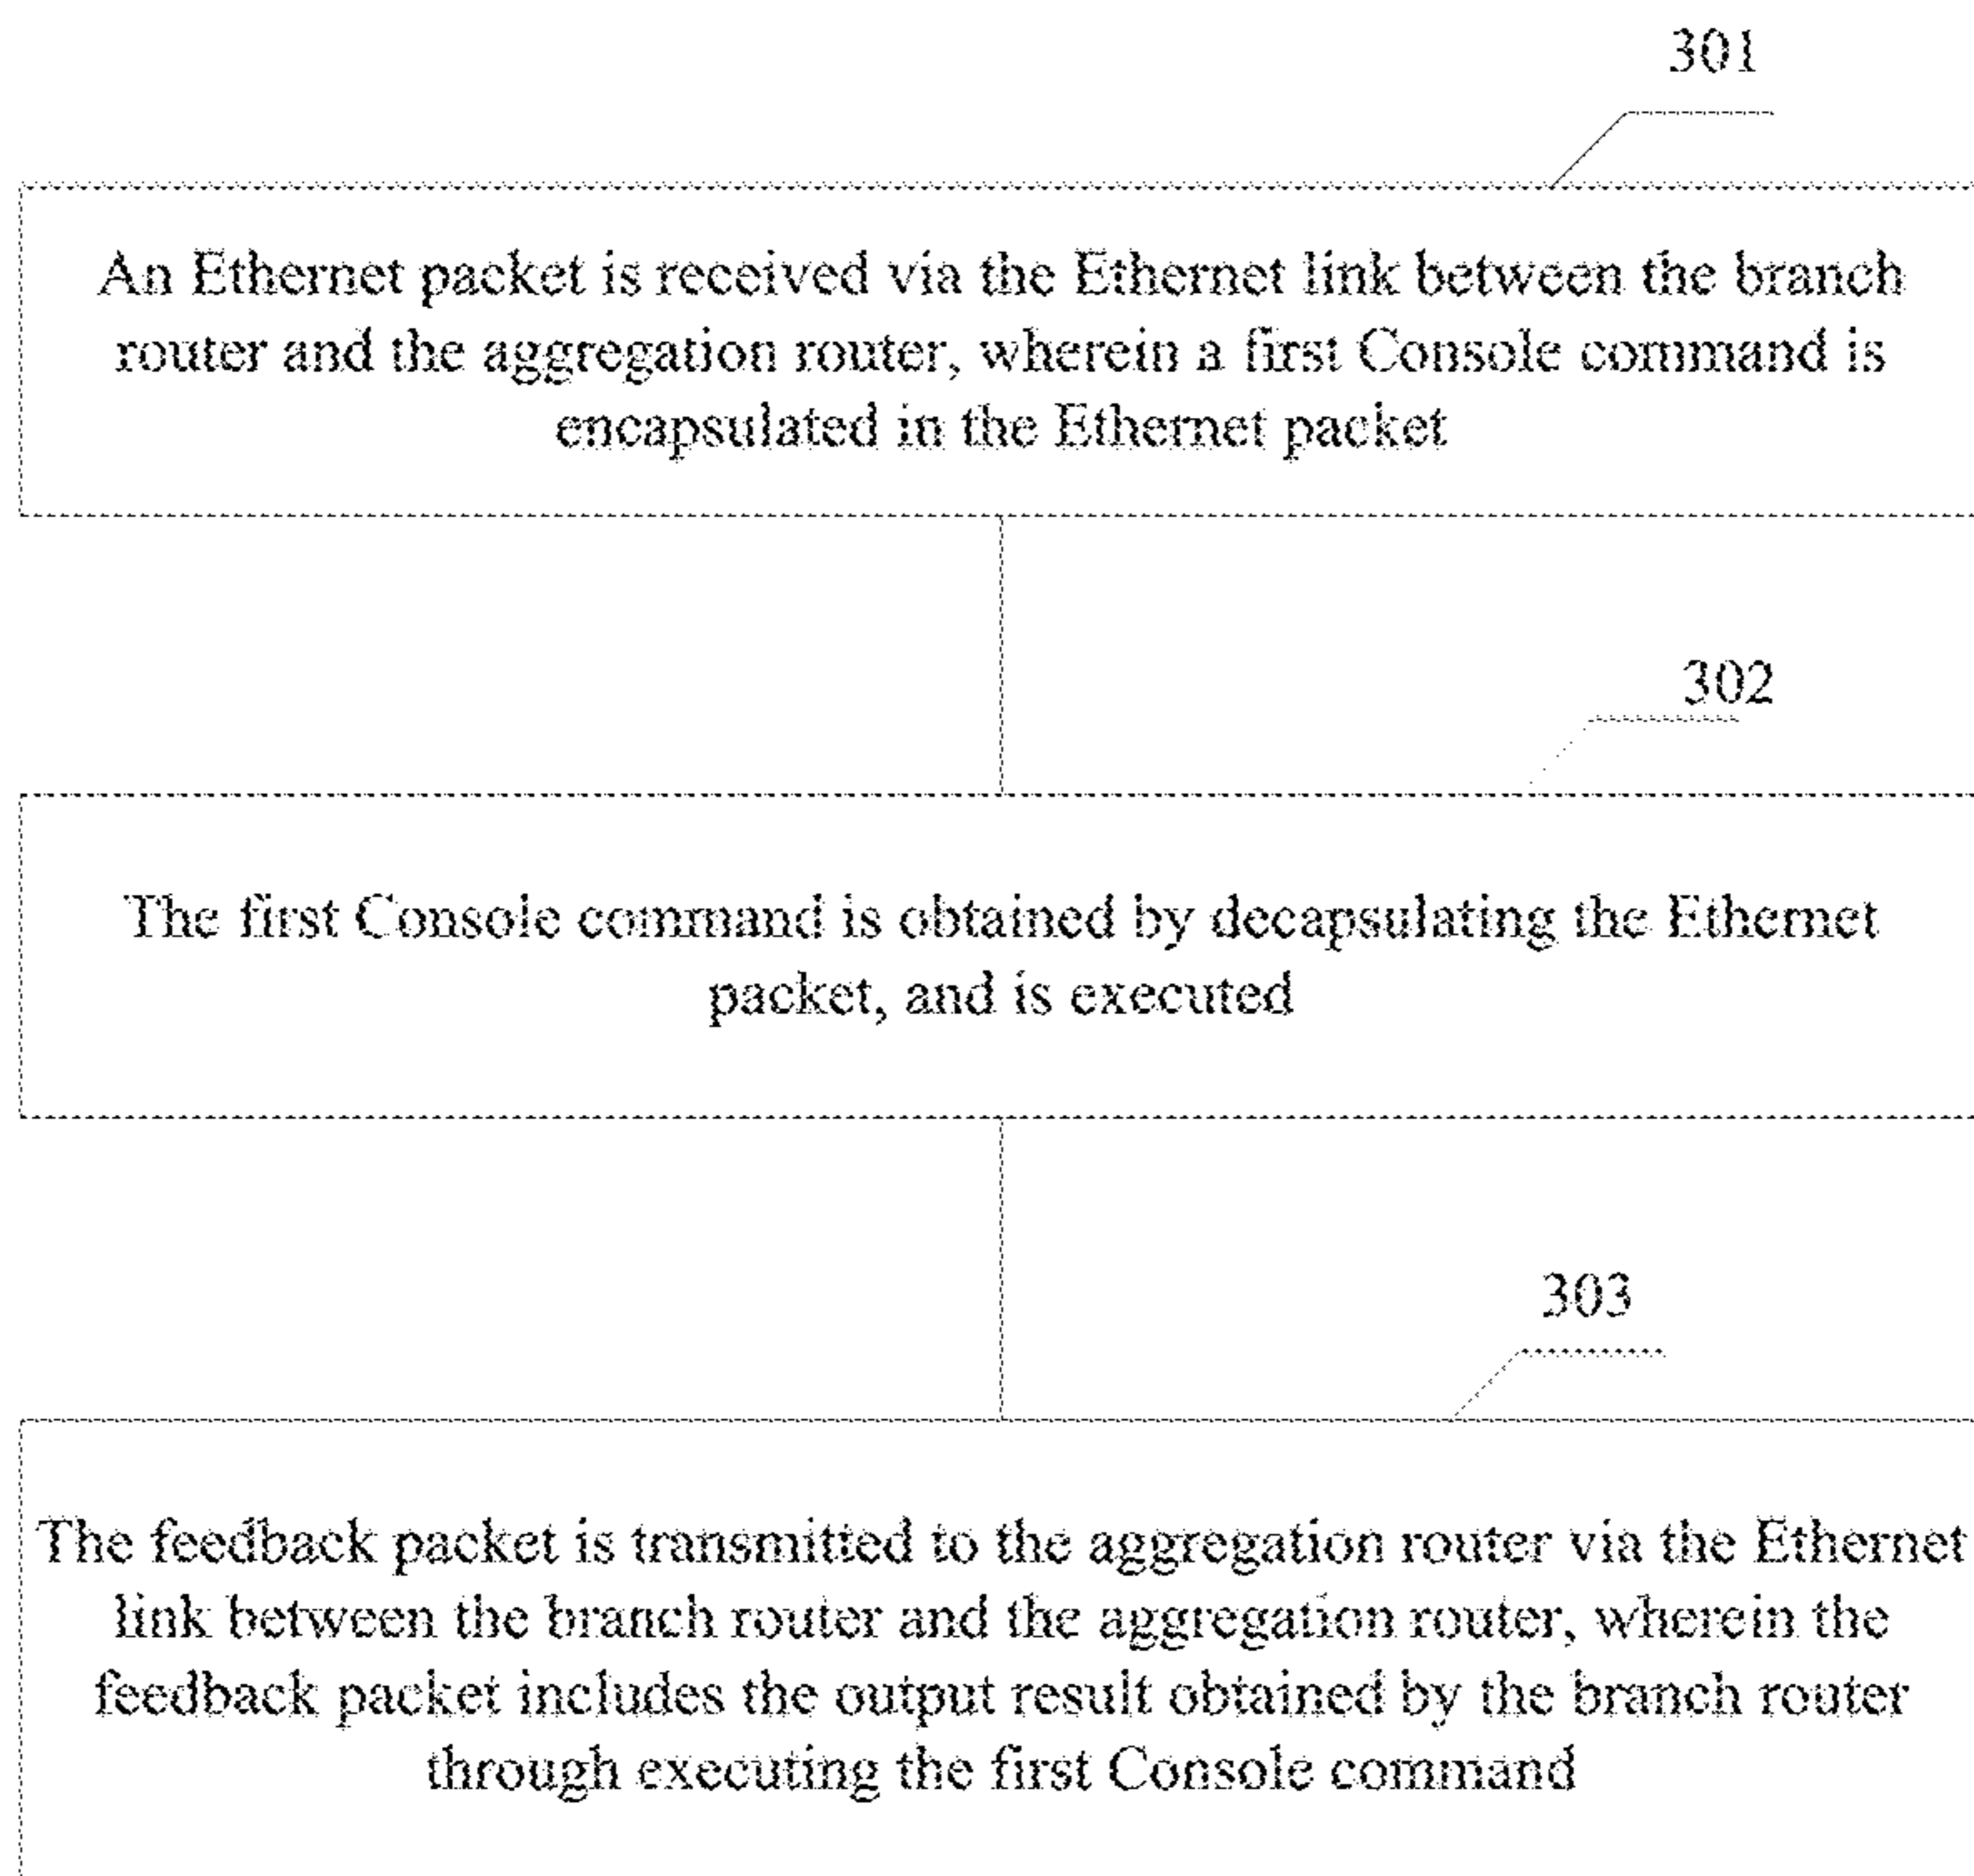 301
An Ethernet packet is received via the Ethernet link between the branch
router and the aggregation router, wherein a first Console command is
encapsulated in the Ethernet packet
302
The first Console command is obtained by decapsulating the Ethernet
packet, and is executed
303
The feedback packet is transmitted to the aggregation router via the Ethernet
link between the branch router and the aggregation router, wherein the
feedback packet includes the output result obtained by the branch router
through executing the first Console command